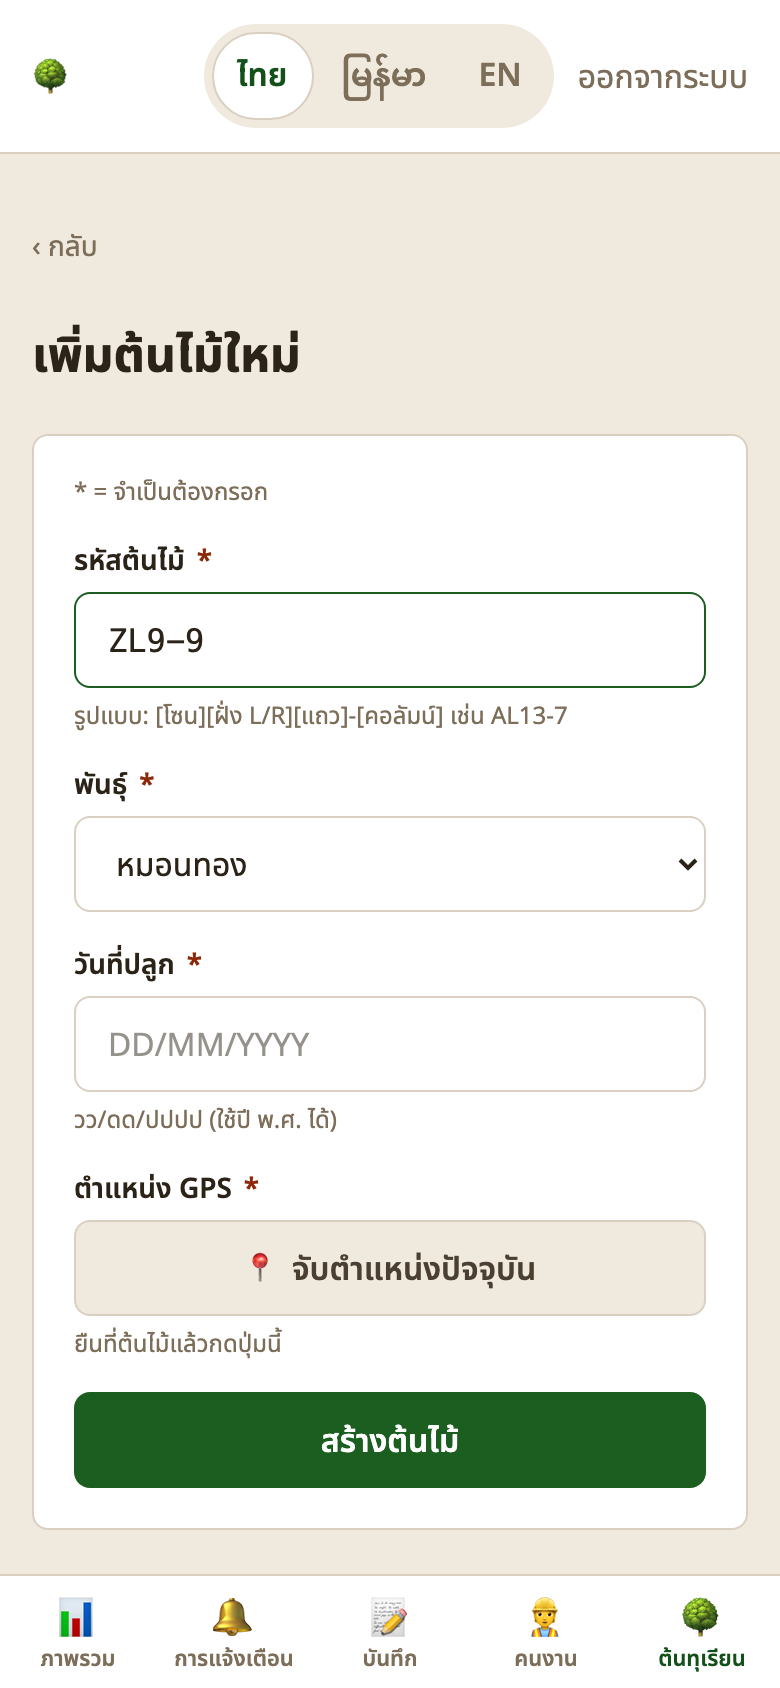 ไทย မြန်မာ EN ออกจากระบบ
‹ กลับ
เพิ่มต้นไม้ใหม่
* = จำเป็นต้องกรอก
รหัสต้นไม้ *
ZL9–9
รูปแบบ: [โซน][ฝั่ง L/R][แถว]-[คอลัมน์] เช่น AL13-7
พันธุ์ *
หมอนทอง
วันที่ปลูก *
DD/MM/YYYY
วว/ดด/ปปปป (ใช้ปี พ.ศ. ได้)
ตำแหน่ง GPS *
จับตำแหน่งปัจจุบัน
ยืนที่ต้นไม้แล้วกดปุ่มนี้
สร้างต้นไม้
ภาพรวม การแจ้งเตือน บันทึก คนงาน ต้นทุเรียน